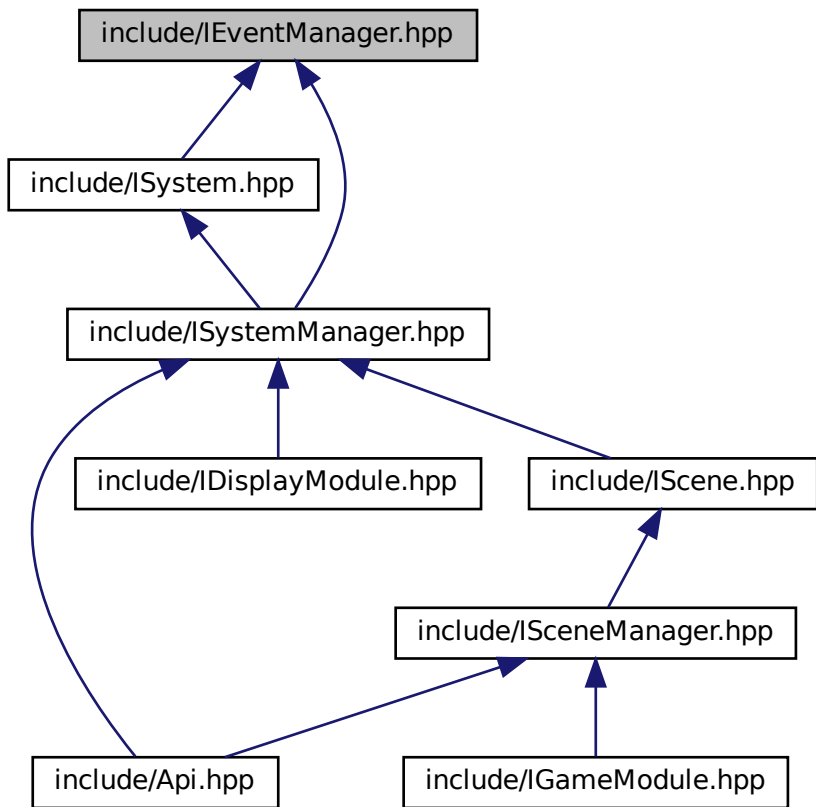 include/IEventManager.hpp
include/ISystem.hpp
include/ISystemManager.hpp
include/IDisplayModule.hpp
include/IScene.hpp
include/ISceneManager.hpp
include/Api.hpp
include/IGameModule.hpp